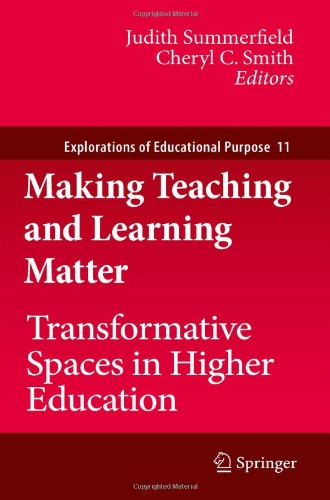 Judith Summerfield
Cheryl C. Smith
Editors
Explorations of Educational Purpose 11
Making Teaching
and Learning
Matter
Transformative
Spaces in Higher
Education
Springer